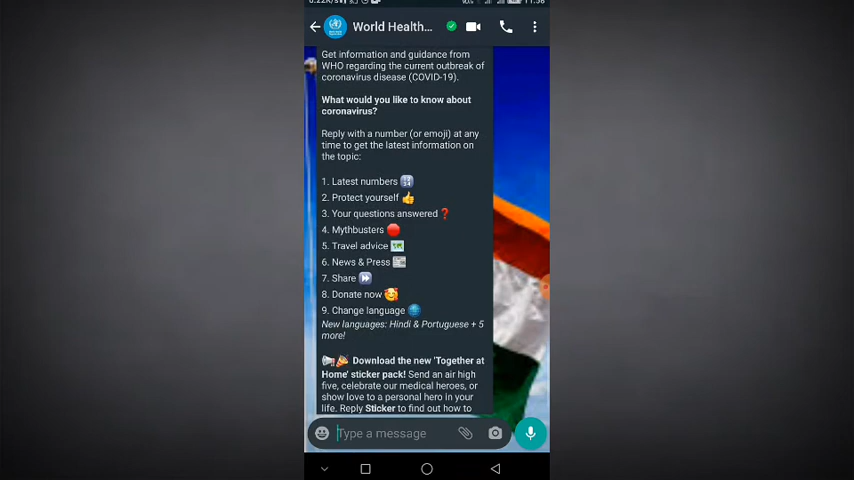 World Health...
Get information and guidance from
WHO regarding the current outbreak of
coronavirus disease (COVID-19).
What would you like to know about
coronavirus?
Reply with a number (or emoji) at any
time to get the latest information on
the topic:
1. Latest numbers 🔢
2. Protect yourself 👍
3. Your questions answered ❓
4. Mythbusters 🛑
5. Travel advice 🗺️
6. News & Press 📰
7. Share ⏩
8. Donate now 🥰
9. Change language 🌐
New languages: Hindi & Portuguese + 5
more!
📢🎉 Download the new 'Together at
Home' sticker pack! Send an air high
five, celebrate our medical heroes, or
show love to a personal hero in your
life. Reply Sticker to find out how to
Type a message